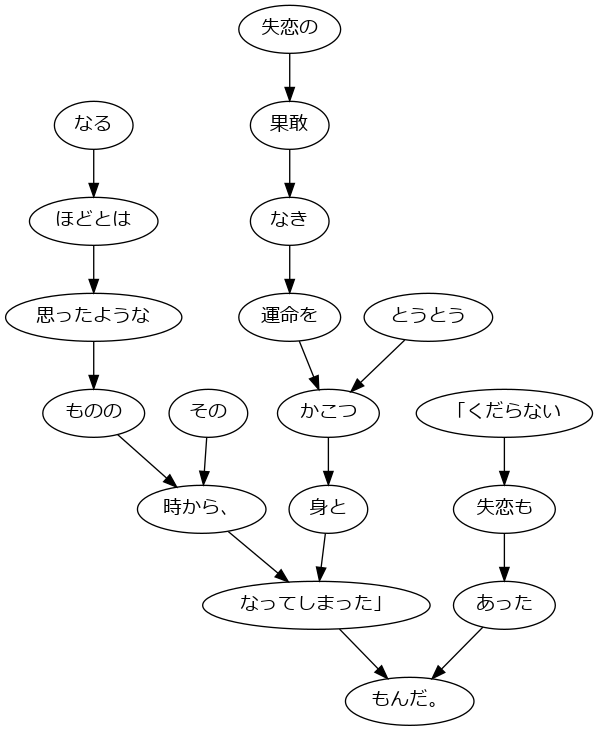 失恋の
なる
果敢
ほどとは
なき
思ったような
運命を
とうとう
ものの
その
かこつ
「くだらない
時から、
身と
失恋も
なってしまった」
あった
もんだ。